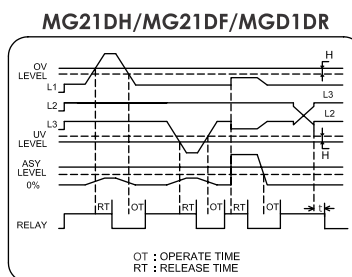 MG21DH/MG21DF/MGD1DR
OV
LEVEL
H
L1
L2
L3
L3
L2
UV
LEVEL
H
ASY
LEVEL
0%
RT
OT
RT
OT
RT
OT
t
RELAY
OT : OPERATE TIME
RT : RELEASE TIME